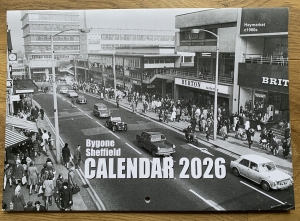 Haymarket
c1960s
BURTON
BRIT
Bygone
Sheffield
CALENDAR 2026